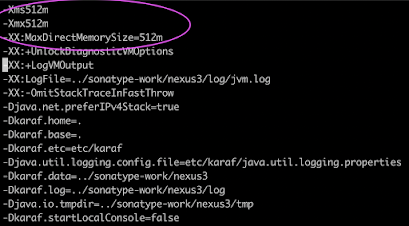 -Xms512m
-Xmx512m
-XX:MaxDirectMemorySize=512m
-XX:+UnlockDiagnosticVMOptions
-XX:+LogVMOutput
-XX:LogFile=../sonatype-work/nexus3/log/jvm.log
-XX:-OmitStackTraceInFastThrow
-Djava.net.preferIPv4Stack=true
-Dkaraf.home=.
-Dkaraf.base=.
-Dkaraf.etc=etc/karaf
-Djava.util.logging.config.file=etc/karaf/java.util.logging.properties
-Dkaraf.data=../sonatype-work/nexus3
-Dkaraf.log=../sonatype-work/nexus3/log
-Djava.io.tmpdir=../sonatype-work/nexus3/tmp
-Dkaraf.startLocalConsole=false